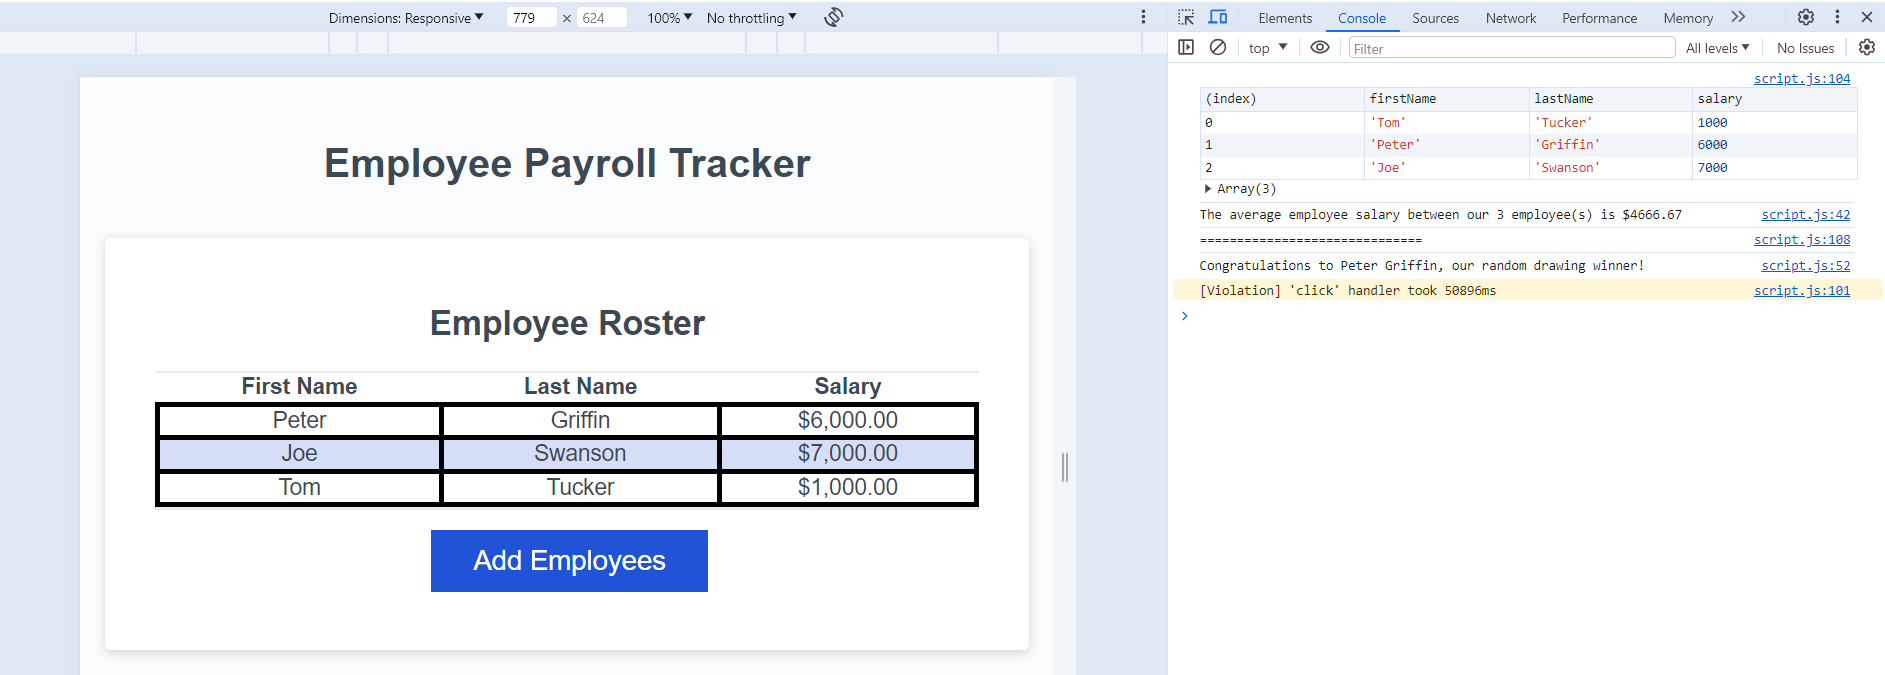 Dimensions: Responsive 779 × 624 100% No throttling
Employee Payroll Tracker
Employee Roster
First Name Last Name Salary
Peter Griffin $6,000.00
Joe Swanson $7,000.00
Tom Tucker $1,000.00
Add Employees
Elements Console Sources Network Performance Memory
top Filter All levels No Issues
script.js:104
(index) firstName lastName salary
0 'Tom' 'Tucker' 1000
1 'Peter' 'Griffin' 6000
2 'Joe' 'Swanson' 7000
Array(3)
The average employee salary between our 3 employee(s) is $4666.67 script.js:42
============================== script.js:108
Congratulations to Peter Griffin, our random drawing winner! script.js:52
[Violation] 'click' handler took 50896ms script.js:101